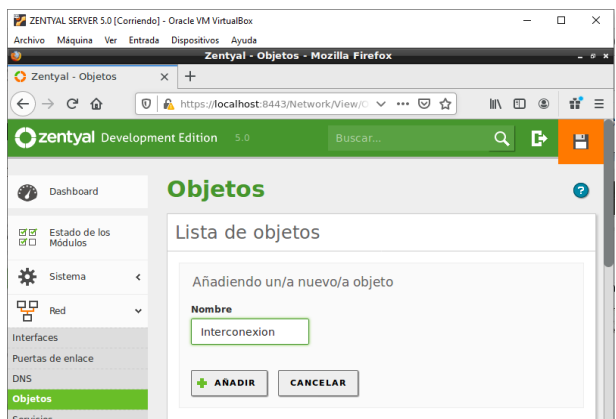 ZENTYAL SERVER 5.0 [Corriendo] - Oracle VM VirtualBox
Archivo Máquina Ver Entrada Dispositivos Ayuda
Zentyal - Objetos - Mozilla Firefox
Zentyal - Objetos
https://localhost:8443/Network/View/O
zentyal Development Edition 5.0 Buscar...
Dashboard
Objetos
Estado de los Módulos
Lista de objetos
Sistema
Añadiendo un/a nuevo/a objeto
Red
Nombre
Interfaces
Interconexion
Puertas de enlace
DNS
AÑADIR CANCELAR
Objetos
Servicios